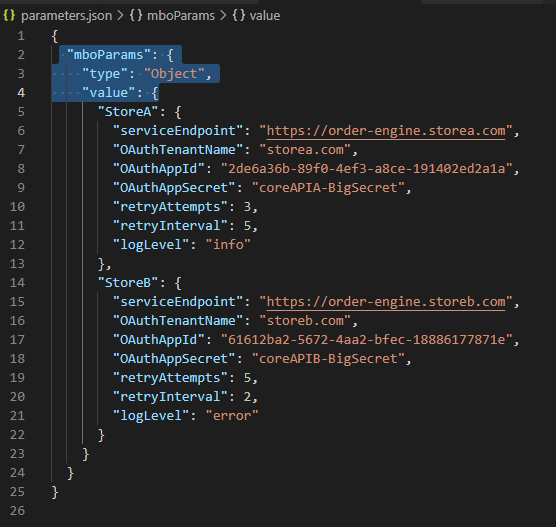 {} parameters.json > {} mboParams > {} value
1 {
2 "mboParams": {
3 "type": "Object",
4 "value": {
5 "StoreA": {
6 "serviceEndpoint": "https://order-engine.storea.com",
7 "OAuthTenantName": "storea.com",
8 "OAuthAppId": "2de6a36b-89f0-4ef3-a8ce-191402ed2a1a",
9 "OAuthAppSecret": "coreAPIA-BigSecret",
10 "retryAttempts": 3,
11 "retryInterval": 5,
12 "logLevel": "info"
13 },
14 "StoreB": {
15 "serviceEndpoint": "https://order-engine.storeb.com",
16 "OAuthTenantName": "storeb.com",
17 "OAuthAppId": "61612ba2-5672-4aa2-bfec-18886177871e",
18 "OAuthAppSecret": "coreAPIB-BigSecret",
19 "retryAttempts": 5,
20 "retryInterval": 2,
21 "logLevel": "error"
22 }
23 }
24 }
25 }
26